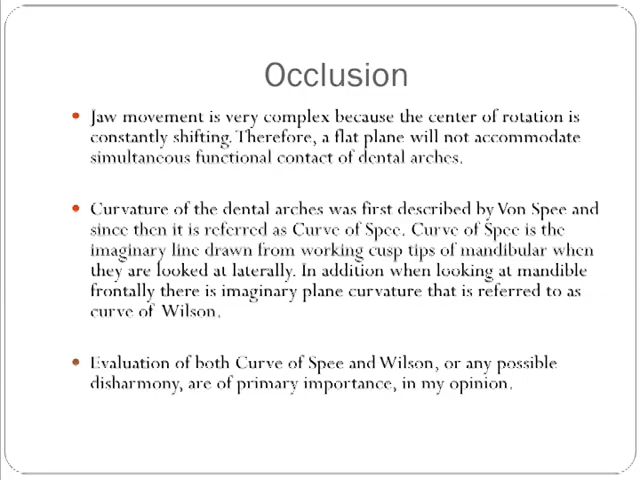 Occlusion
Jaw movement is very complex because the center of rotation is
constantly shifting. Therefore, a flat plane will not accommodate
simultaneous functional contact of dental arches.
Curvature of the dental arches was first described by Von Spee and
since then it is referred as Curve of Spee. Curve of Spee is the
imaginary line drawn from working cusp tips of mandibular when
they are looked at laterally. In addition when looking at mandible
frontally there is imaginary plane curvature that is referred to as
curve of Wilson.
Evaluation of both Curve of Spee and Wilson, or any possible
disharmony, are of primary importance, in my opinion.